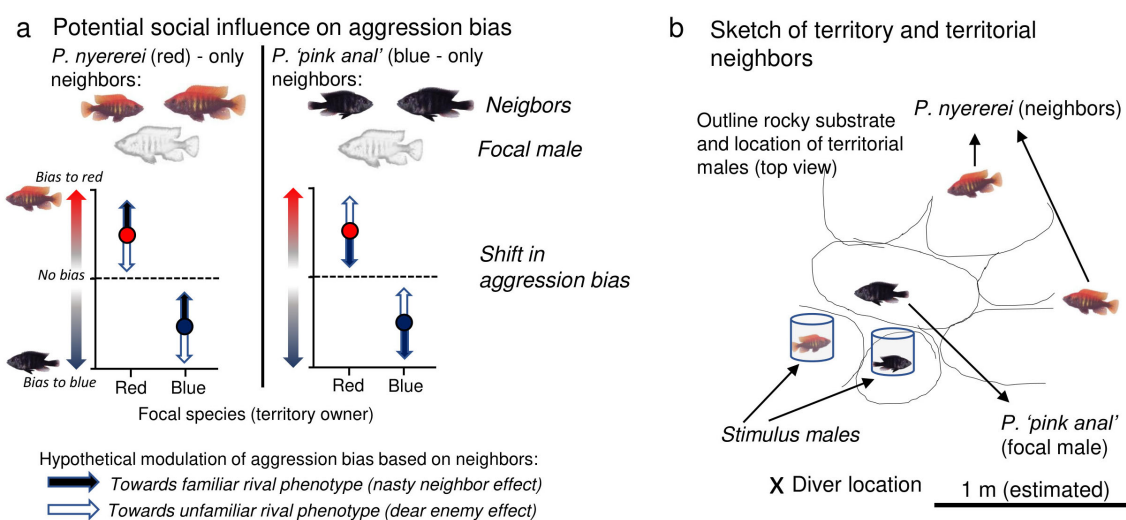 a Potential social influence on aggression bias
P. nyererei (red) - only
neighbors:
P. ‘pink anal’ (blue - only
neighbors:
Neigbors
Focal male
Bias to red
No bias
Bias to blue
Shift in
aggression bias
Red Blue
Red Blue
Focal species (territory owner)
Hypothetical modulation of aggression bias based on neighbors:
Towards familiar rival phenotype (nasty neighbor effect)
Towards unfamiliar rival phenotype (dear enemy effect)
b Sketch of territory and territorial
neighbors
P. nyererei (neighbors)
Outline rocky substrate
and location of territorial
males (top view)
Stimulus males
P. ‘pink anal’
(focal male)
X Diver location
1 m (estimated)